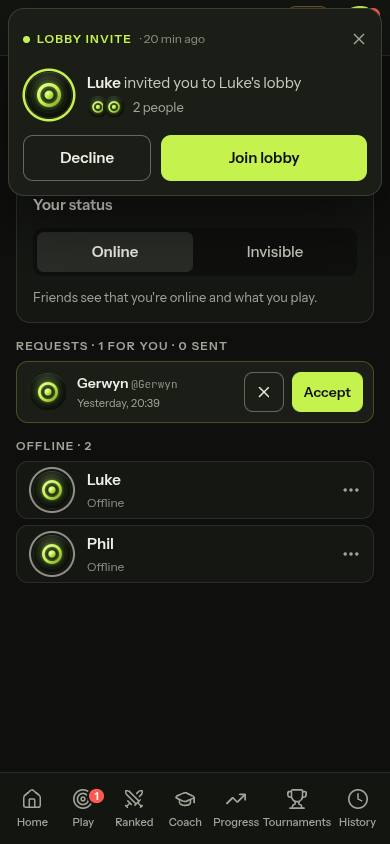 LOBBY INVITE · 20 min ago
Luke invited you to Luke's lobby
2 people
Decline
Join lobby
Your status
Online
Invisible
Friends see that you're online and what you play.
REQUESTS · 1 FOR YOU · 0 SENT
Gerwyn @Gerwyn
Yesterday, 20:39
Accept
OFFLINE · 2
Luke
Offline
Phil
Offline
1
Home
Play
Ranked
Coach
Progress
Tournaments
History